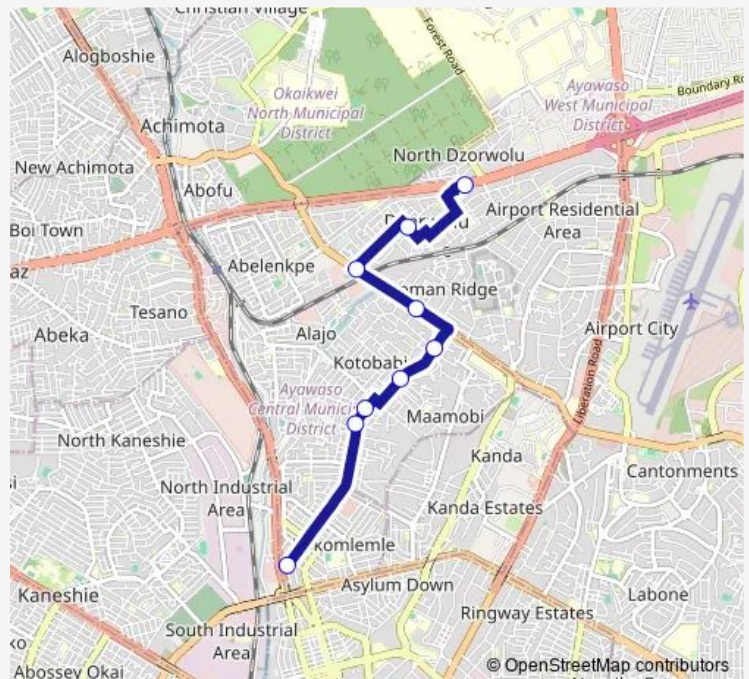 Christian Village
Alogboshie
Forest Road
Okaikwei
North Municipal
District
Ayawaso
West Municipal
District
Boundary
Achimota
North Dzorwolu
New Achimota
Abofu
Airport Residential
Area
Boi Town
Abelenkpe
Roman Ridge
Tesano
Airport City
Abeka
Alajo
Kotobabi
Liberation Road
Ayawaso
Central Municipal
District
Maamobi
North Kaneshie
Kanda
Cantonments
North Industrial
Area
Kanda Estates
komlemle
Asylum Down
Kaneshie
Labone
Ringway Estates
South Industrial
Area
Abossey Okai
© OpenStreetMap contributors